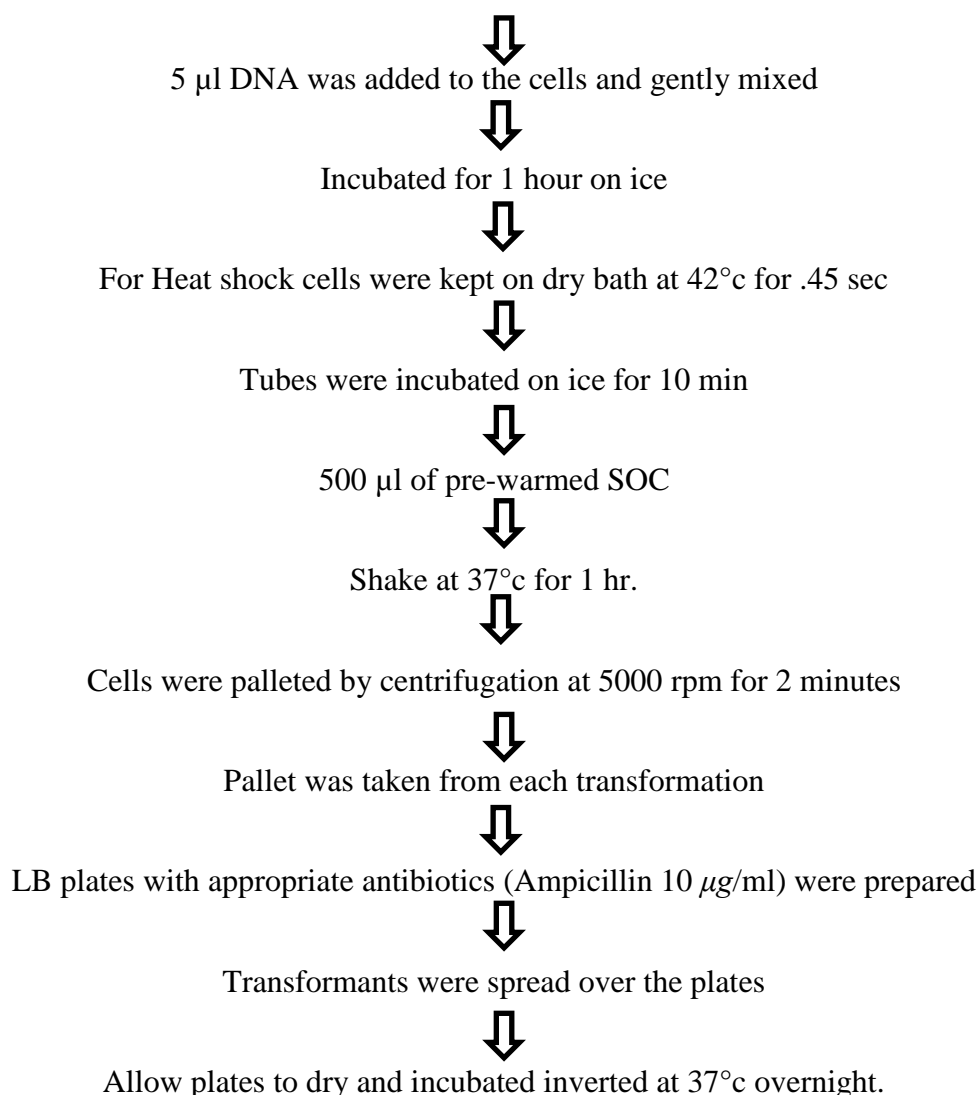 5 µl DNA was added to the cells and gently mixed
Incubated for 1 hour on ice
For Heat shock cells were kept on dry bath at 42°c for .45 sec
Tubes were incubated on ice for 10 min
500 µl of pre-warmed SOC
Shake at 37°c for 1 hr.
Cells were palleted by centrifugation at 5000 rpm for 2 minutes
Pallet was taken from each transformation
LB plates with appropriate antibiotics (Ampicillin 10 µg/ml) were prepared
Transformants were spread over the plates
Allow plates to dry and incubated inverted at 37°c overnight.